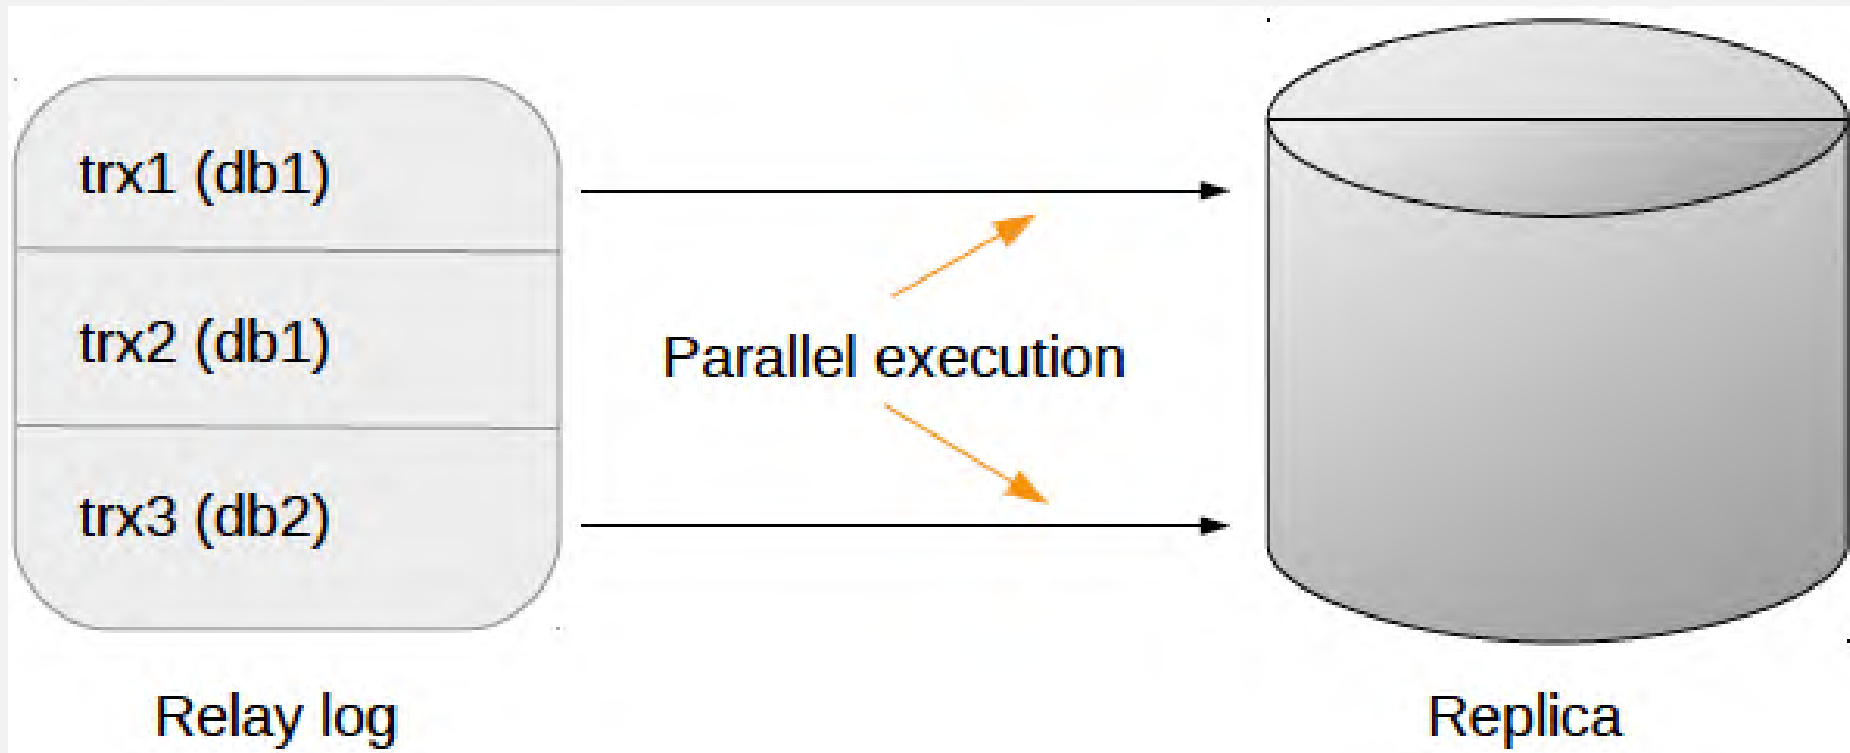 trx1 (db1)
trx2 (db1)
trx3 (db2)
Parallel execution
Relay log
Replica